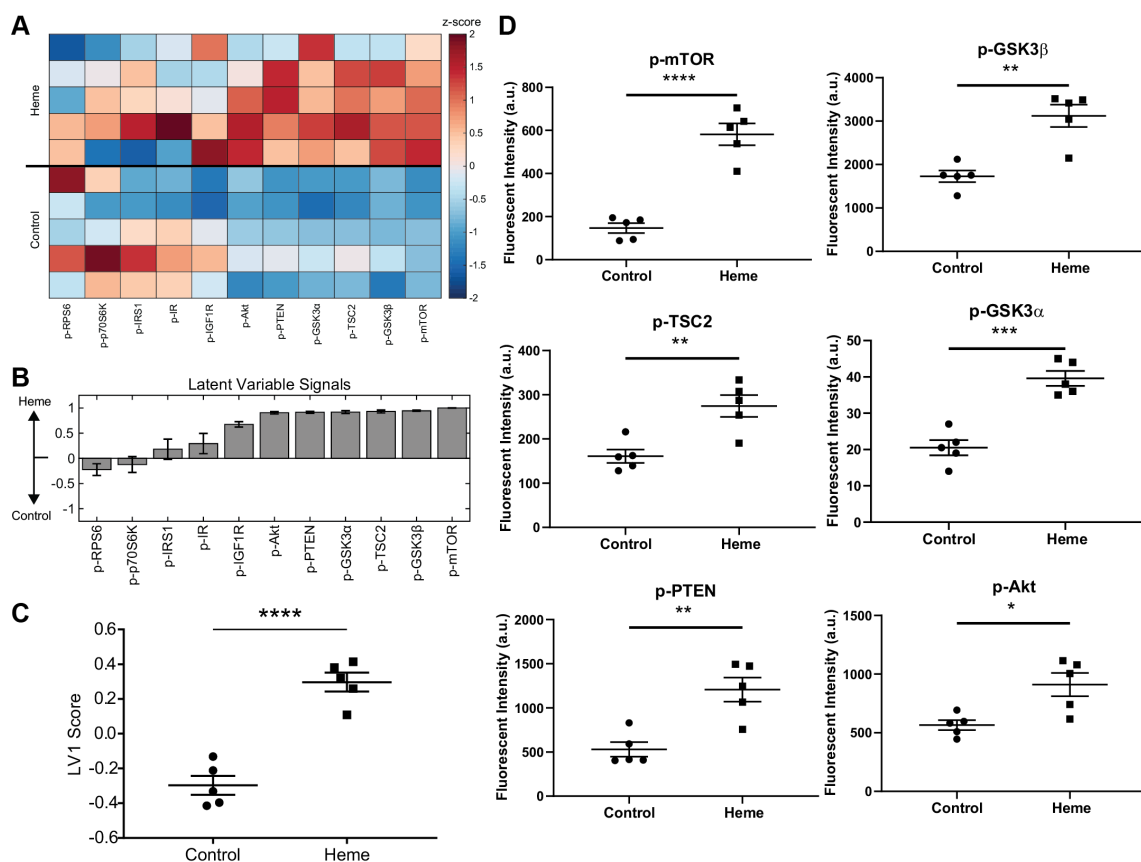 A
z-score
2
1.5
1
0.5
0
-0.5
-1
-1.5
-2
Heme
Control
p-RPS6
p-p70S6K
p-IRS1
p-IR
p-IGF1R
p-Akt
p-PTEN
p-GSK3α
p-TSC2
p-GSK3β
p-mTOR
B
Latent Variable Signals
Heme
Control
1
0.5
0
-0.5
-1
p-RPS6
p-p70S6K
p-IRS1
p-IR
p-IGF1R
p-Akt
p-PTEN
p-GSK3α
p-TSC2
p-GSK3β
p-mTOR
C
****
LV1 Score
0.6
0.4
0.2
0.0
-0.2
-0.4
-0.6
Control Heme
D
p-mTOR
****
Fluorescent Intensity (a.u.)
800
600
400
200
0
Control Heme
p-GSK3β
**
Fluorescent Intensity (a.u.)
4000
3000
2000
1000
0
Control Heme
p-TSC2
**
Fluorescent Intensity (a.u.)
400
300
200
100
0
Control Heme
p-GSK3α
***
Fluorescent Intensity (a.u.)
50
40
30
20
10
0
Control Heme
p-PTEN
**
Fluorescent Intensity (a.u.)
2000
1500
1000
500
0
Control Heme
p-Akt
*
Fluorescent Intensity (a.u.)
1500
1000
500
0
Control Heme